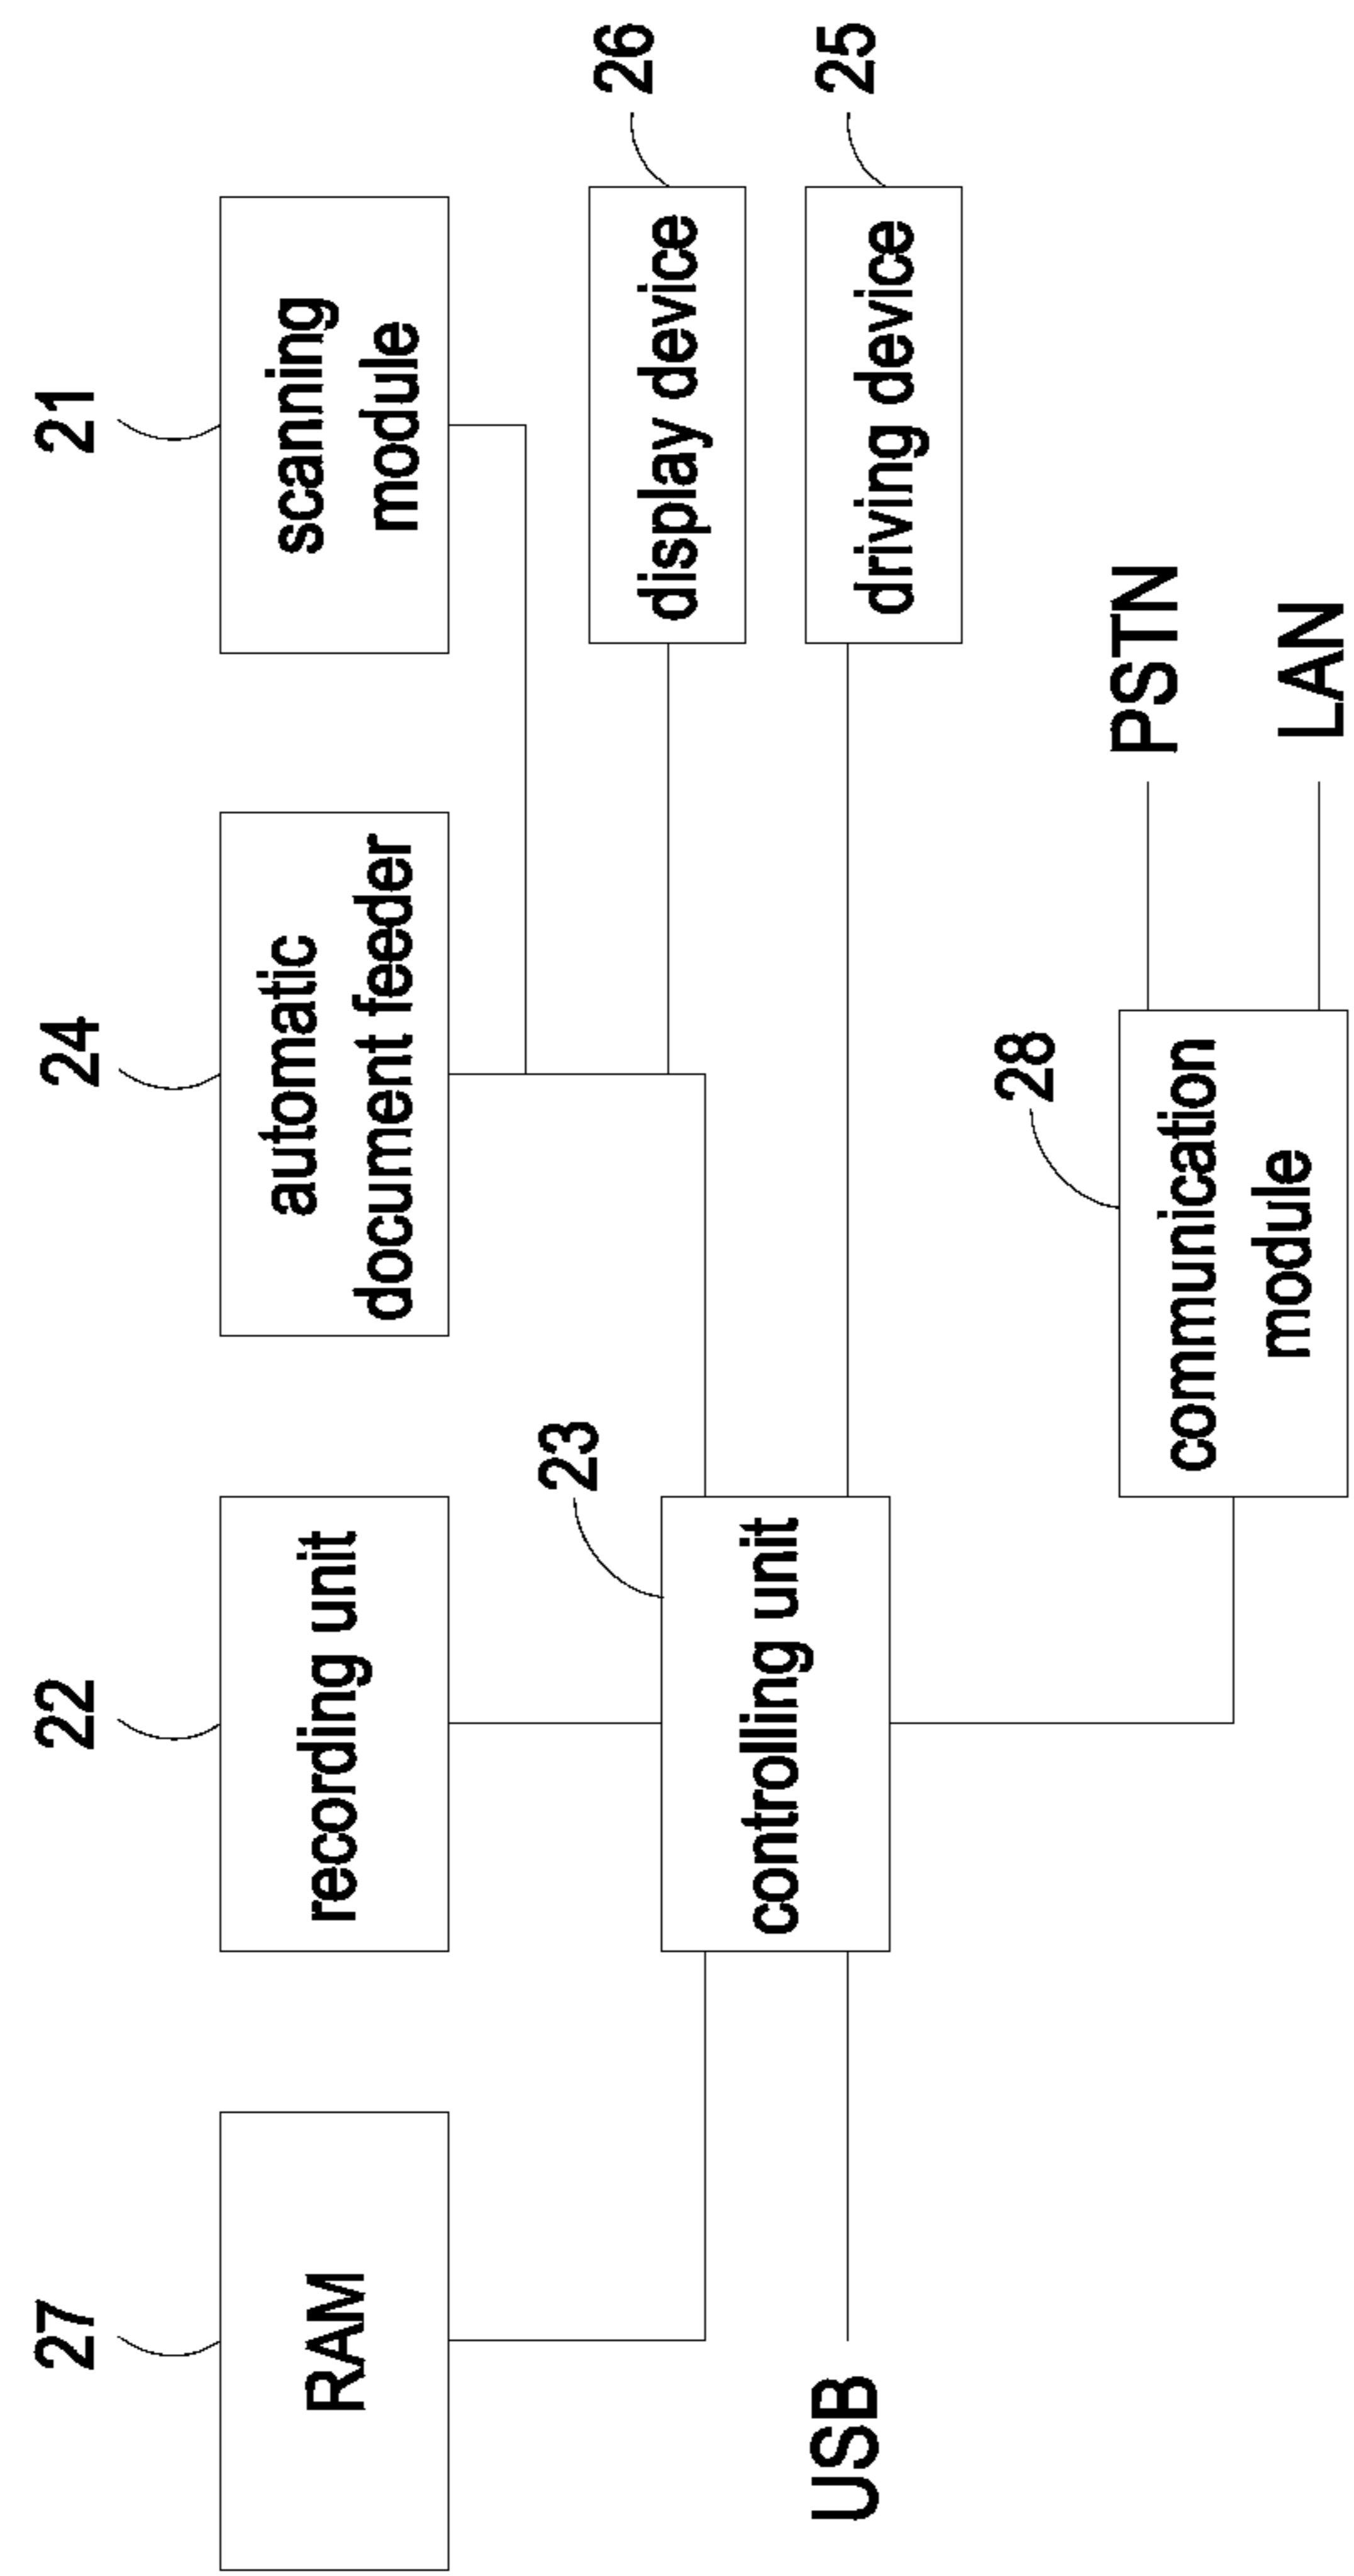 27
22
24
21
RAM
recording unit
automatic
document feeder
scanning
module
23
26
display device
controlling unit
25
driving device
USB
28
communication
module
PSTN
LAN